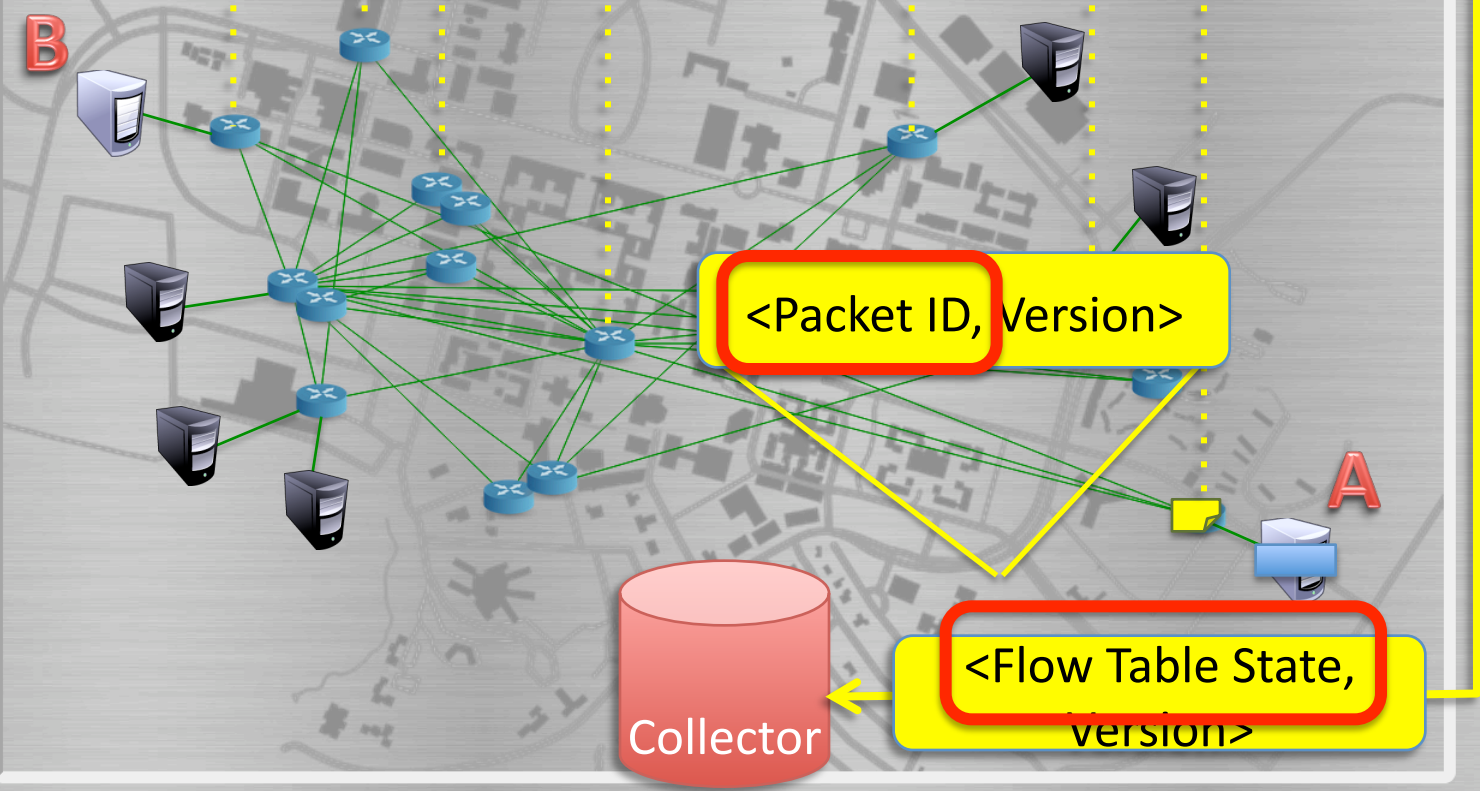 B
<Packet ID, Version>
A
<Flow Table State,
Version>
Collector